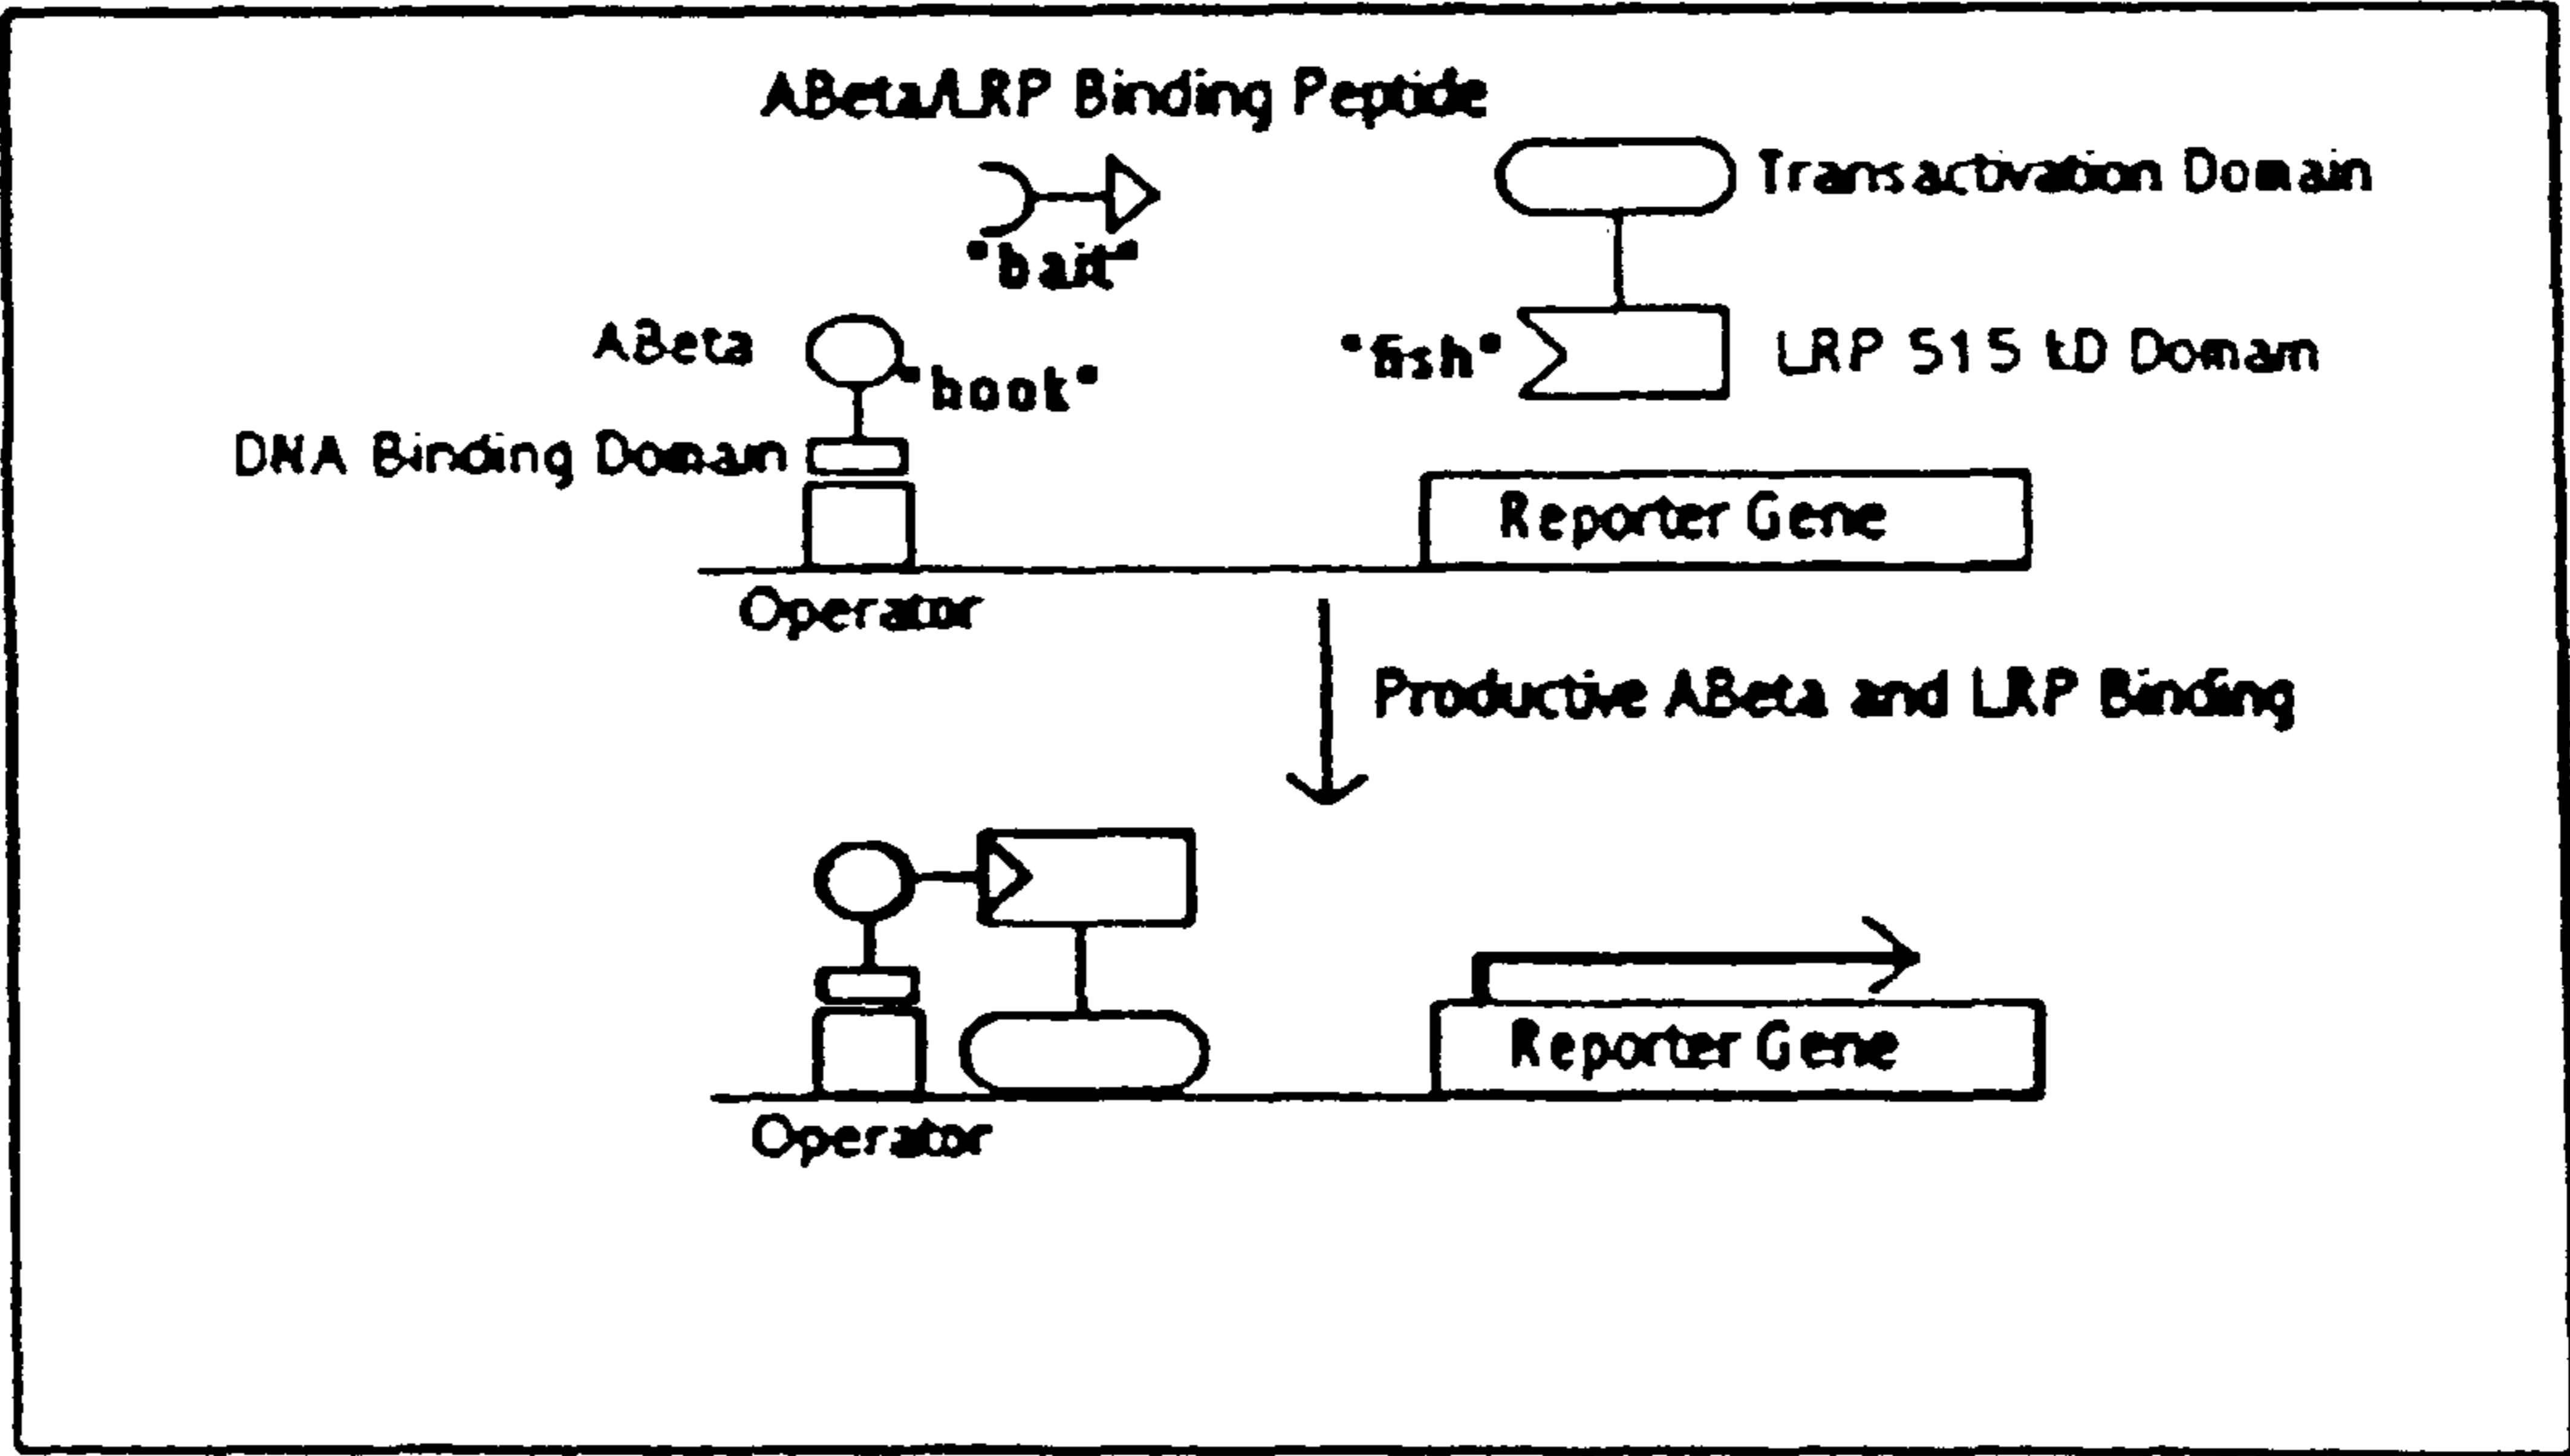 ABeta/LRP Binding Peptide
Transactivation Domain
"bait"
ABeta
"hook"
"fish"
LRP 515 kD Domain
DNA Binding Domain
Reporter Gene
Operator
Productive ABeta and LRP Binding
Reporter Gene
Operator